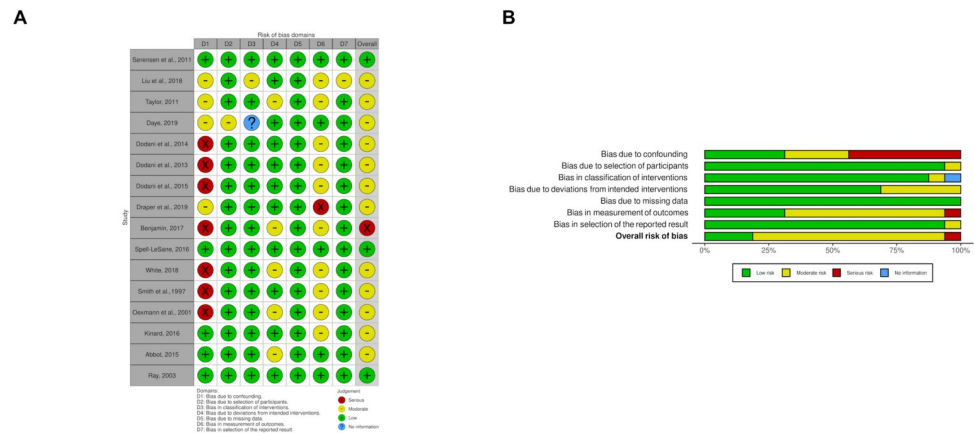 A
Risk of bias domains
D1 D2 D3 D4 D5 D6 D7 Overall
Sørensen et al., 2011
Liu et al., 2018
Taylor, 2011
Daye, 2019
Dodani et al., 2014
Dodani et al., 2013
Dodani et al., 2015
Draper et al., 2019
Benjamin, 2017
Spell-LeSane, 2016
White, 2018
Smith et al.,1997
Oexmann et al., 2001
Kinard, 2016
Abbot, 2015
Ray, 2003
Study
Domains:
D1: Bias due to confounding.
D2: Bias due to selection of participants.
D3: Bias in classification of interventions.
D4: Bias due to deviations from intended interventions.
D5: Bias due to missing data.
D6: Bias in measurement of outcomes.
D7: Bias in selection of the reported result.
Judgement
Serious
Moderate
Low
No information
B
Bias due to confounding
Bias due to selection of participants
Bias in classification of interventions
Bias due to deviations from intended interventions
Bias due to missing data
Bias in measurement of outcomes
Bias in selection of the reported result
Overall risk of bias
0% 25% 50% 75% 100%
Low risk Moderate risk Serious risk No information